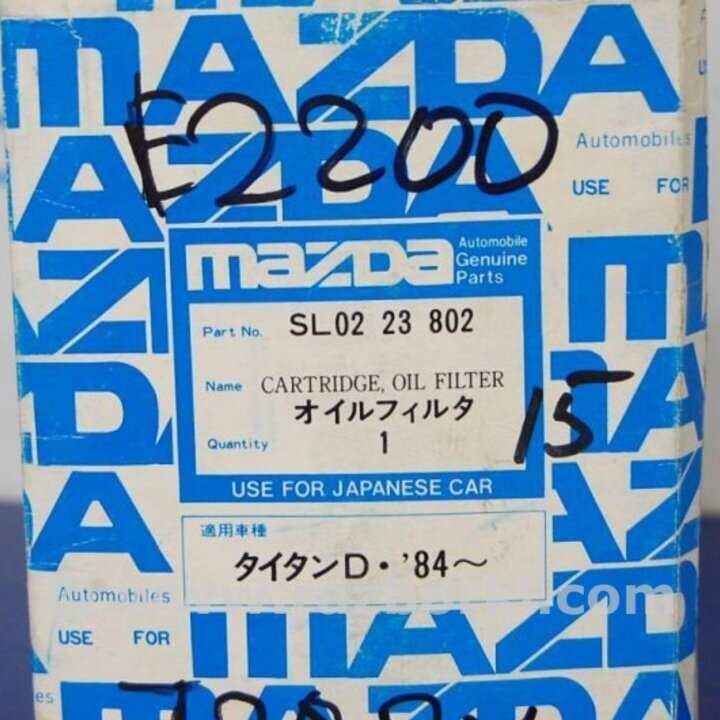 MAZDA
E2200
Automobiles
USE FOR
mazda Automobile Genuine Parts
Part No. SL02 23 802
Name CARTRIDGE, OIL FILTER
オイルフィルタ
Quantity 1
15
USE FOR JAPANESE CAR
適用車種
タイタンD・'84～
Automobiles
USE FOR
MAZDA